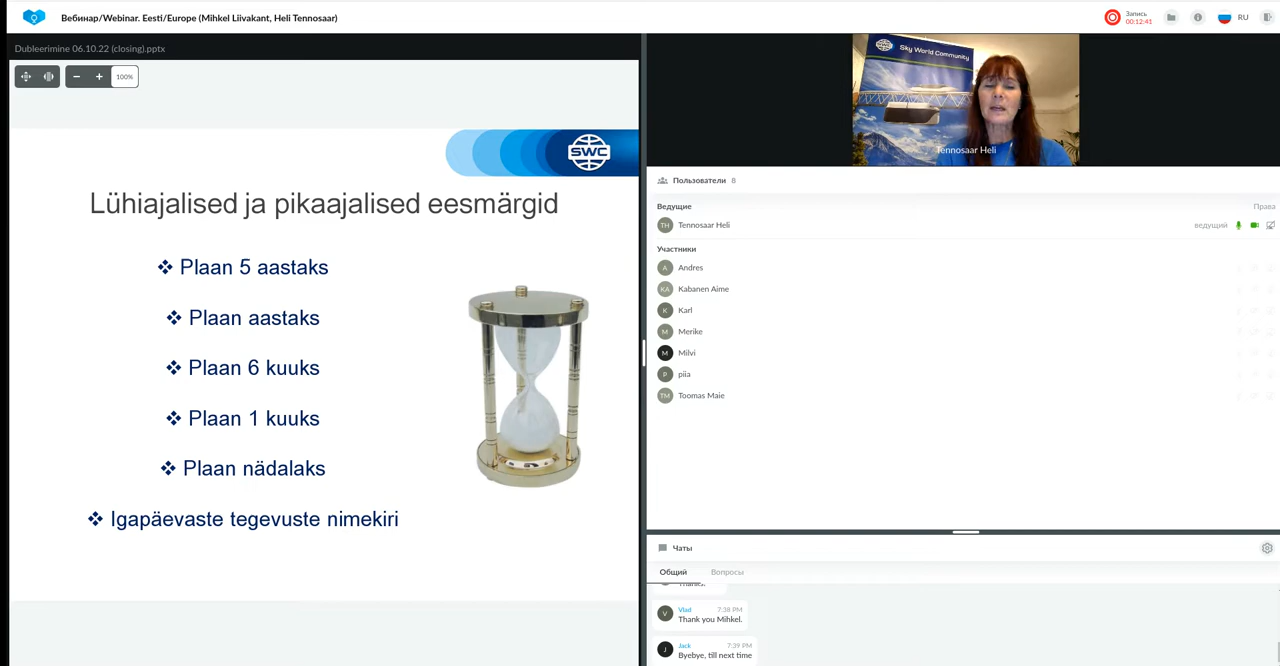 Вебинар/Webinar. Eesti/Europe (Mihkel Liivakant, Heli Tennosaar)
Запись
00:12:41
RU
Dubleerimine 06.10.22 (closing).pptx
100%
SWC
Lühiajalised ja pikaajalised eesmärgid
❖ Plaan 5 aastaks
❖ Plaan aastaks
❖ Plaan 6 kuuks
❖ Plaan 1 kuuks
❖ Plaan nädalaks
❖ Igapäevaste tegevuste nimekiri
Sky World Community
Tennosaar Heli
Пользователи 8
Ведущие
Права
TH Tennosaar Heli
ведущий
Участники
A Andres
KA Kabanen Aime
K Karl
M Merike
M Milvi
P piia
TM Toomas Maie
Чаты
Общий Вопросы
Thanks.
V Vlad 7:38 PM
Thank you Mihkel.
J Jack 7:39 PM
Byebye, till next time